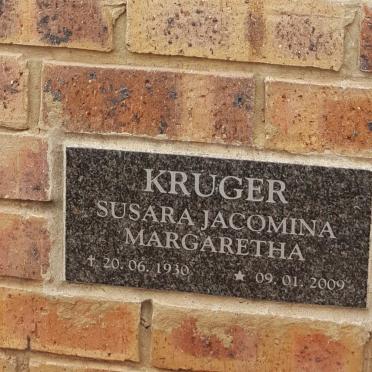 KRUGER
SUSARA JACOMINA
MARGARETHA
✝ 20. 06. 1930 ★ 09. 01. 2009